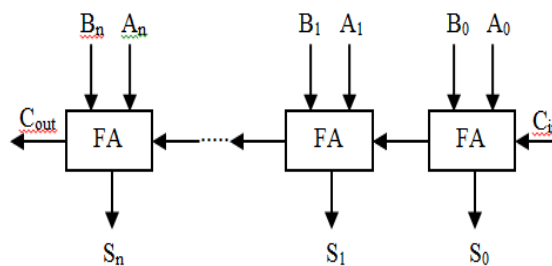 Bₙ Aₙ B₁ A₁ B₀ A₀
Cₒᵤₜ FA ..... FA FA Cᵢ
Sₙ S₁ S₀